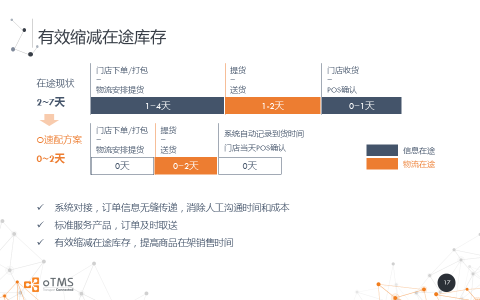 有效缩减在途库存
在途现状
2~7天
门店下单/打包
~
物流安排提货
提货
~
送货
门店收货
~
POS确认
1~4天
1~2天
0~1天
O速配方案
0~2天
门店下单/打包
~
物流安排提货
提货
~
送货
系统自动记录到货时间
门店当天POS确认
0天
0~2天
0天
信息在途
物流在途
✓ 系统对接，订单信息无缝传递，消除人工沟通时间和成本
✓ 标准服务产品，订单及时取送
✓ 有效缩减在途库存，提高商品在架销售时间
oTMS
17